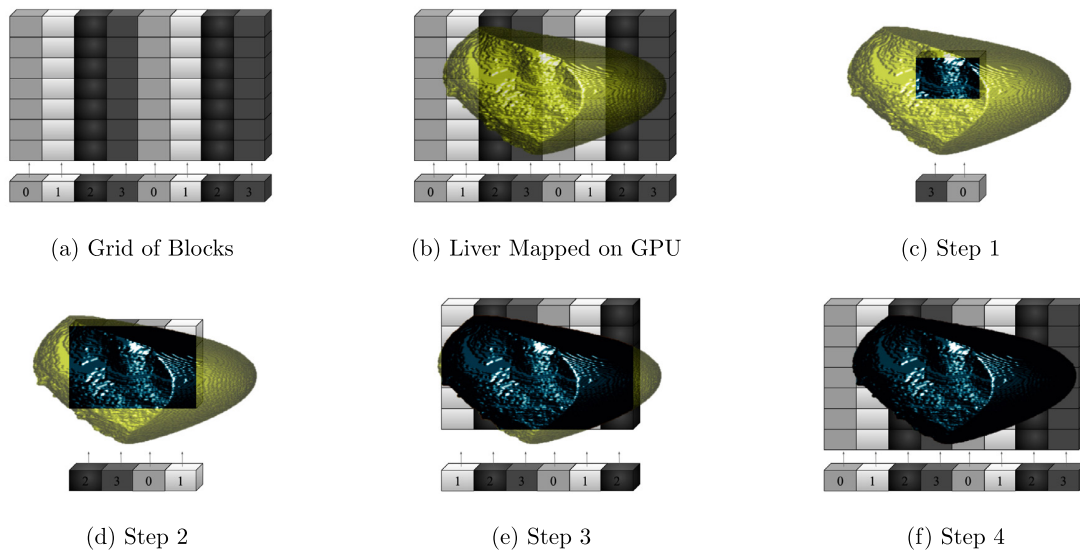 0 1 2 3 0 1 2 3
0 1 2 3 0 1 2 3
3 0
(a) Grid of Blocks
(b) Liver Mapped on GPU
(c) Step 1
2 3 0 1
1 2 3 0 1 2
0 1 2 3 0 1 2 3
(d) Step 2
(e) Step 3
(f) Step 4